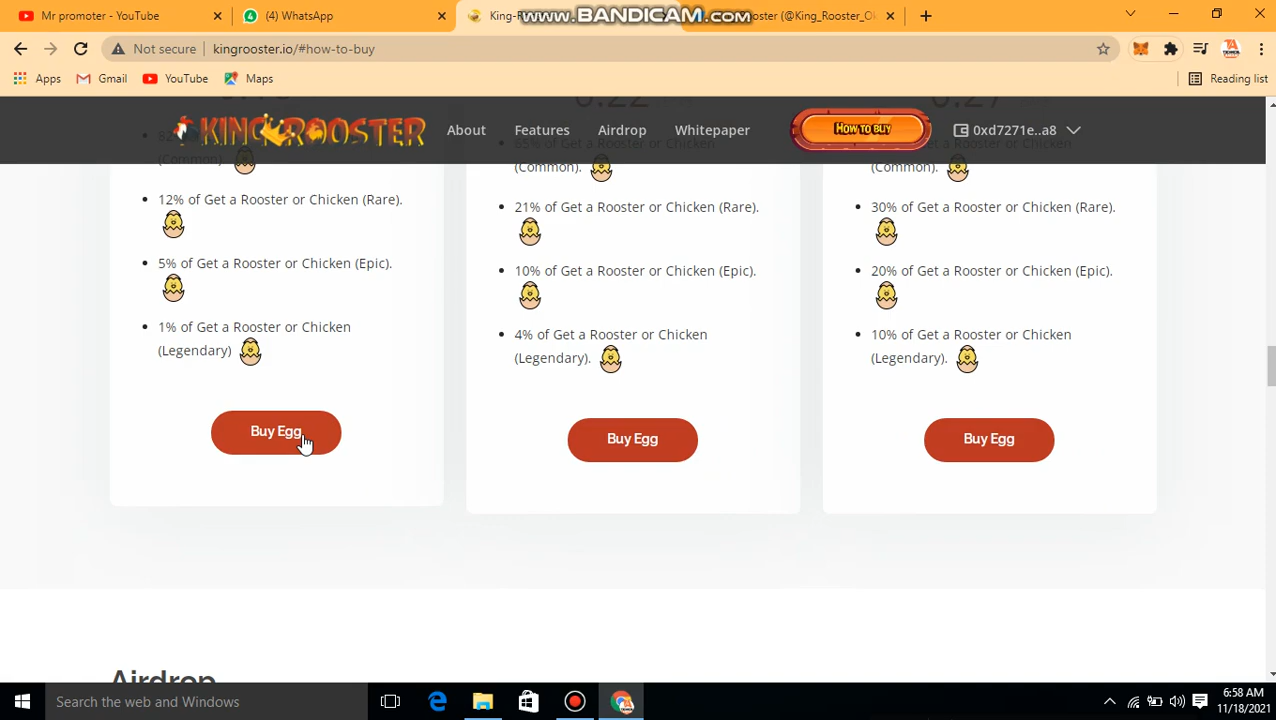 Mr promoter - YouTube
(4) WhatsApp
www.BANDICAM.com
Not secure
kingrooster.io/#how-to-buy
Apps
Gmail
YouTube
Maps
Reading list
KING ROOSTER
About
Features
Airdrop
Whitepaper
HOW TO BUY
0xd7271e..a8
(Common)
12% of Get a Rooster or Chicken (Rare).
5% of Get a Rooster or Chicken (Epic).
1% of Get a Rooster or Chicken
(Legendary)
Buy Egg
(Common).
21% of Get a Rooster or Chicken (Rare).
10% of Get a Rooster or Chicken (Epic).
4% of Get a Rooster or Chicken
(Legendary).
Buy Egg
(Common).
30% of Get a Rooster or Chicken (Rare).
20% of Get a Rooster or Chicken (Epic).
10% of Get a Rooster or Chicken
(Legendary).
Buy Egg
Airdrop
Search the web and Windows
6:58 AM
11/18/2021